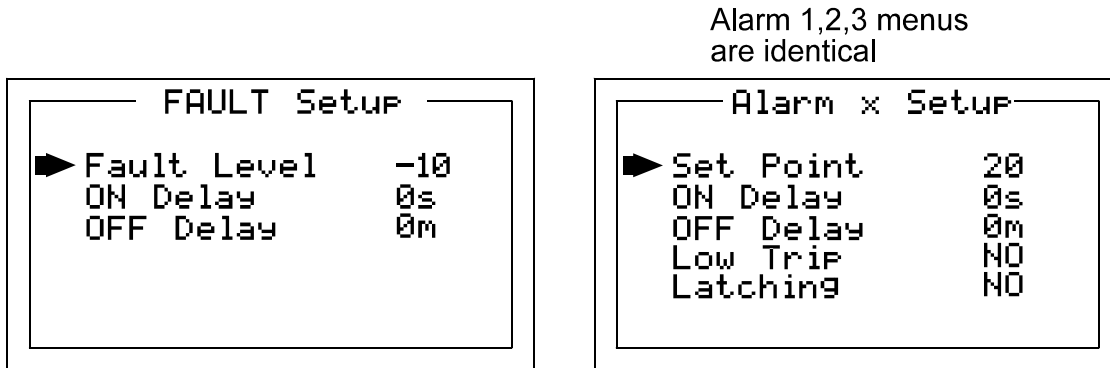 Alarm 1,2,3 menus
are identical
FAULT Setup
Fault Level -10
ON Delay 0s
OFF Delay 0m
Alarm x Setup
Set Point 20
ON Delay 0s
OFF Delay 0m
Low Trip NO
Latching NO